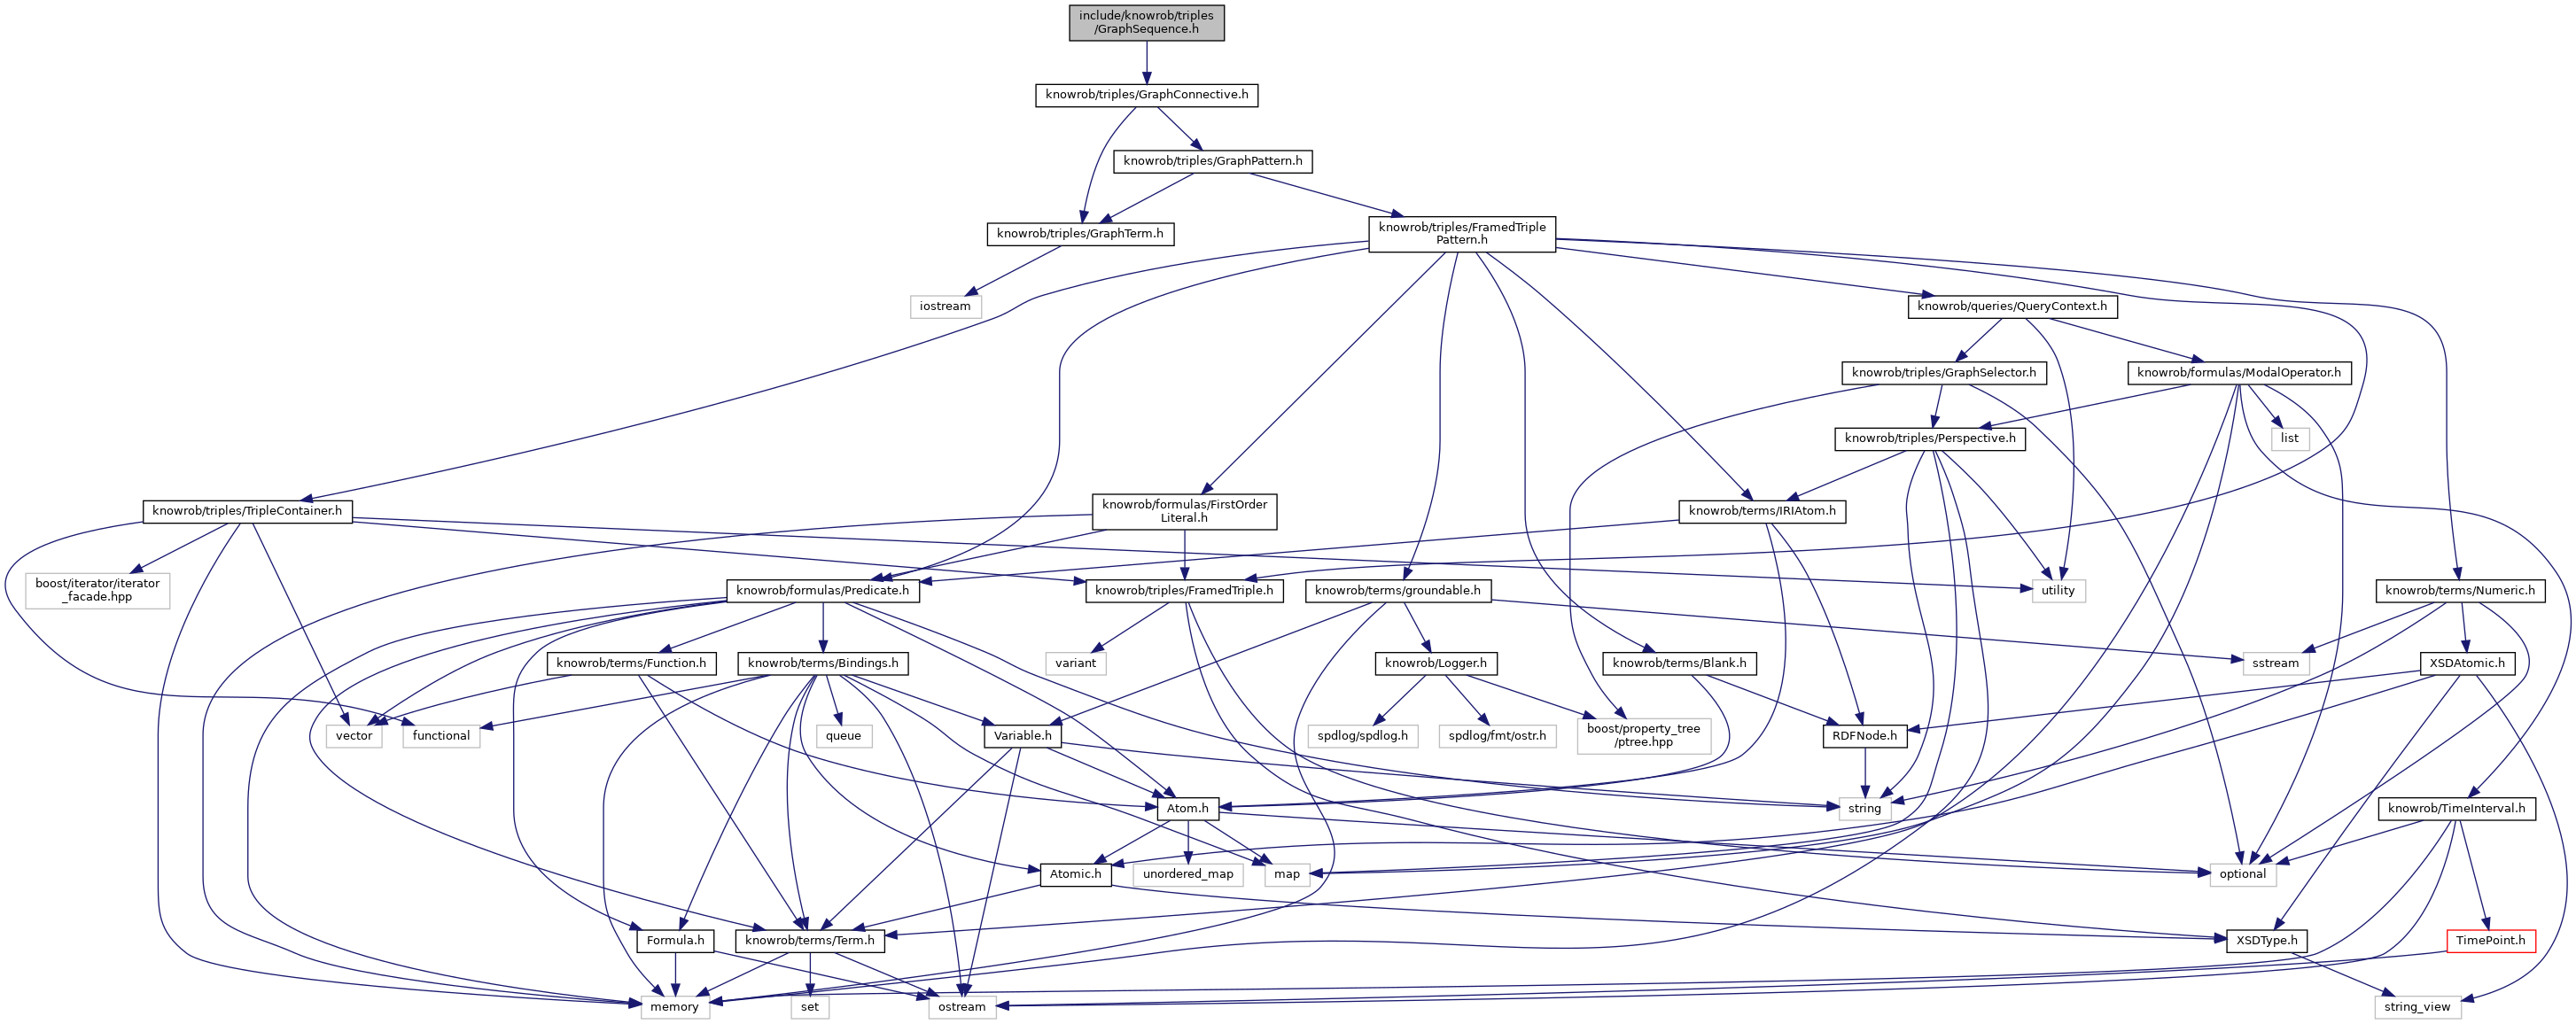 include/knowrob/triples
/GraphSequence.h
knowrob/triples/GraphConnective.h
knowrob/triples/GraphPattern.h
knowrob/triples/GraphTerm.h
knowrob/triples/FramedTriple
Pattern.h
iostream
knowrob/queries/QueryContext.h
knowrob/triples/GraphSelector.h
knowrob/formulas/ModalOperator.h
knowrob/triples/Perspective.h
list
knowrob/triples/TripleContainer.h
knowrob/formulas/FirstOrder
Literal.h
knowrob/terms/IRIAtom.h
boost/iterator/iterator
_facade.hpp
knowrob/formulas/Predicate.h
knowrob/triples/FramedTriple.h
knowrob/terms/groundable.h
utility
knowrob/terms/Numeric.h
knowrob/terms/Function.h
knowrob/terms/Bindings.h
variant
knowrob/Logger.h
knowrob/terms/Blank.h
sstream
XSDAtomic.h
vector
functional
queue
Variable.h
spdlog/spdlog.h
spdlog/fmt/ostr.h
boost/property_tree
/ptree.hpp
RDFNode.h
Atom.h
string
knowrob/TimeInterval.h
Atomic.h
unordered_map
map
optional
Formula.h
knowrob/terms/Term.h
XSDType.h
TimePoint.h
memory
set
ostream
string_view